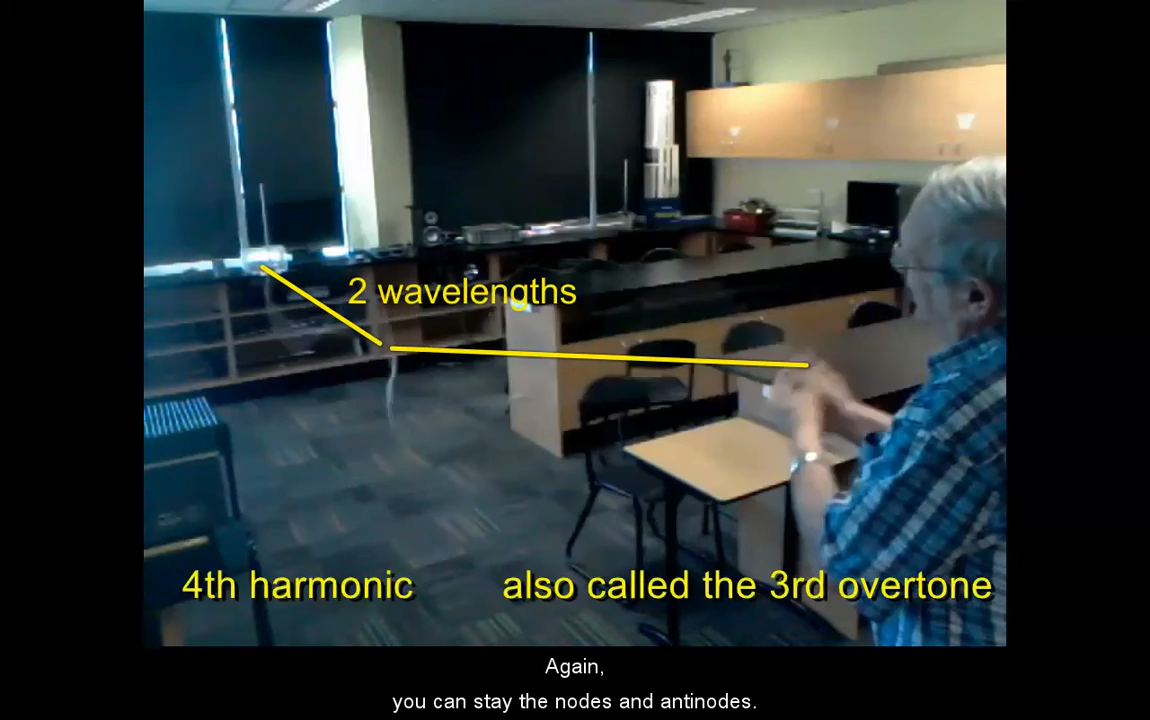 2 wavelengths
4th harmonic also called the 3rd overtone
Again,
you can stay the nodes and antinodes.